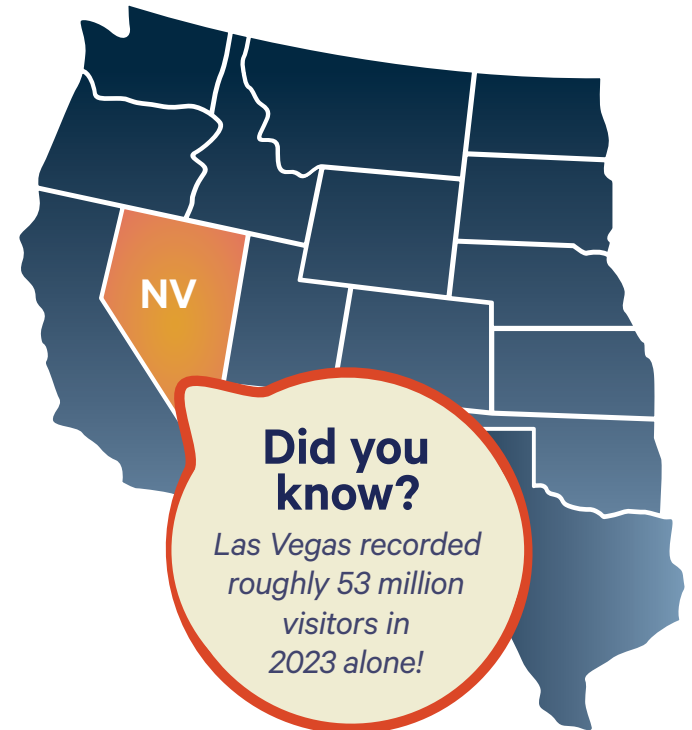 NV
Did you
know?
Las Vegas recorded
roughly 53 million
visitors in
2023 alone!